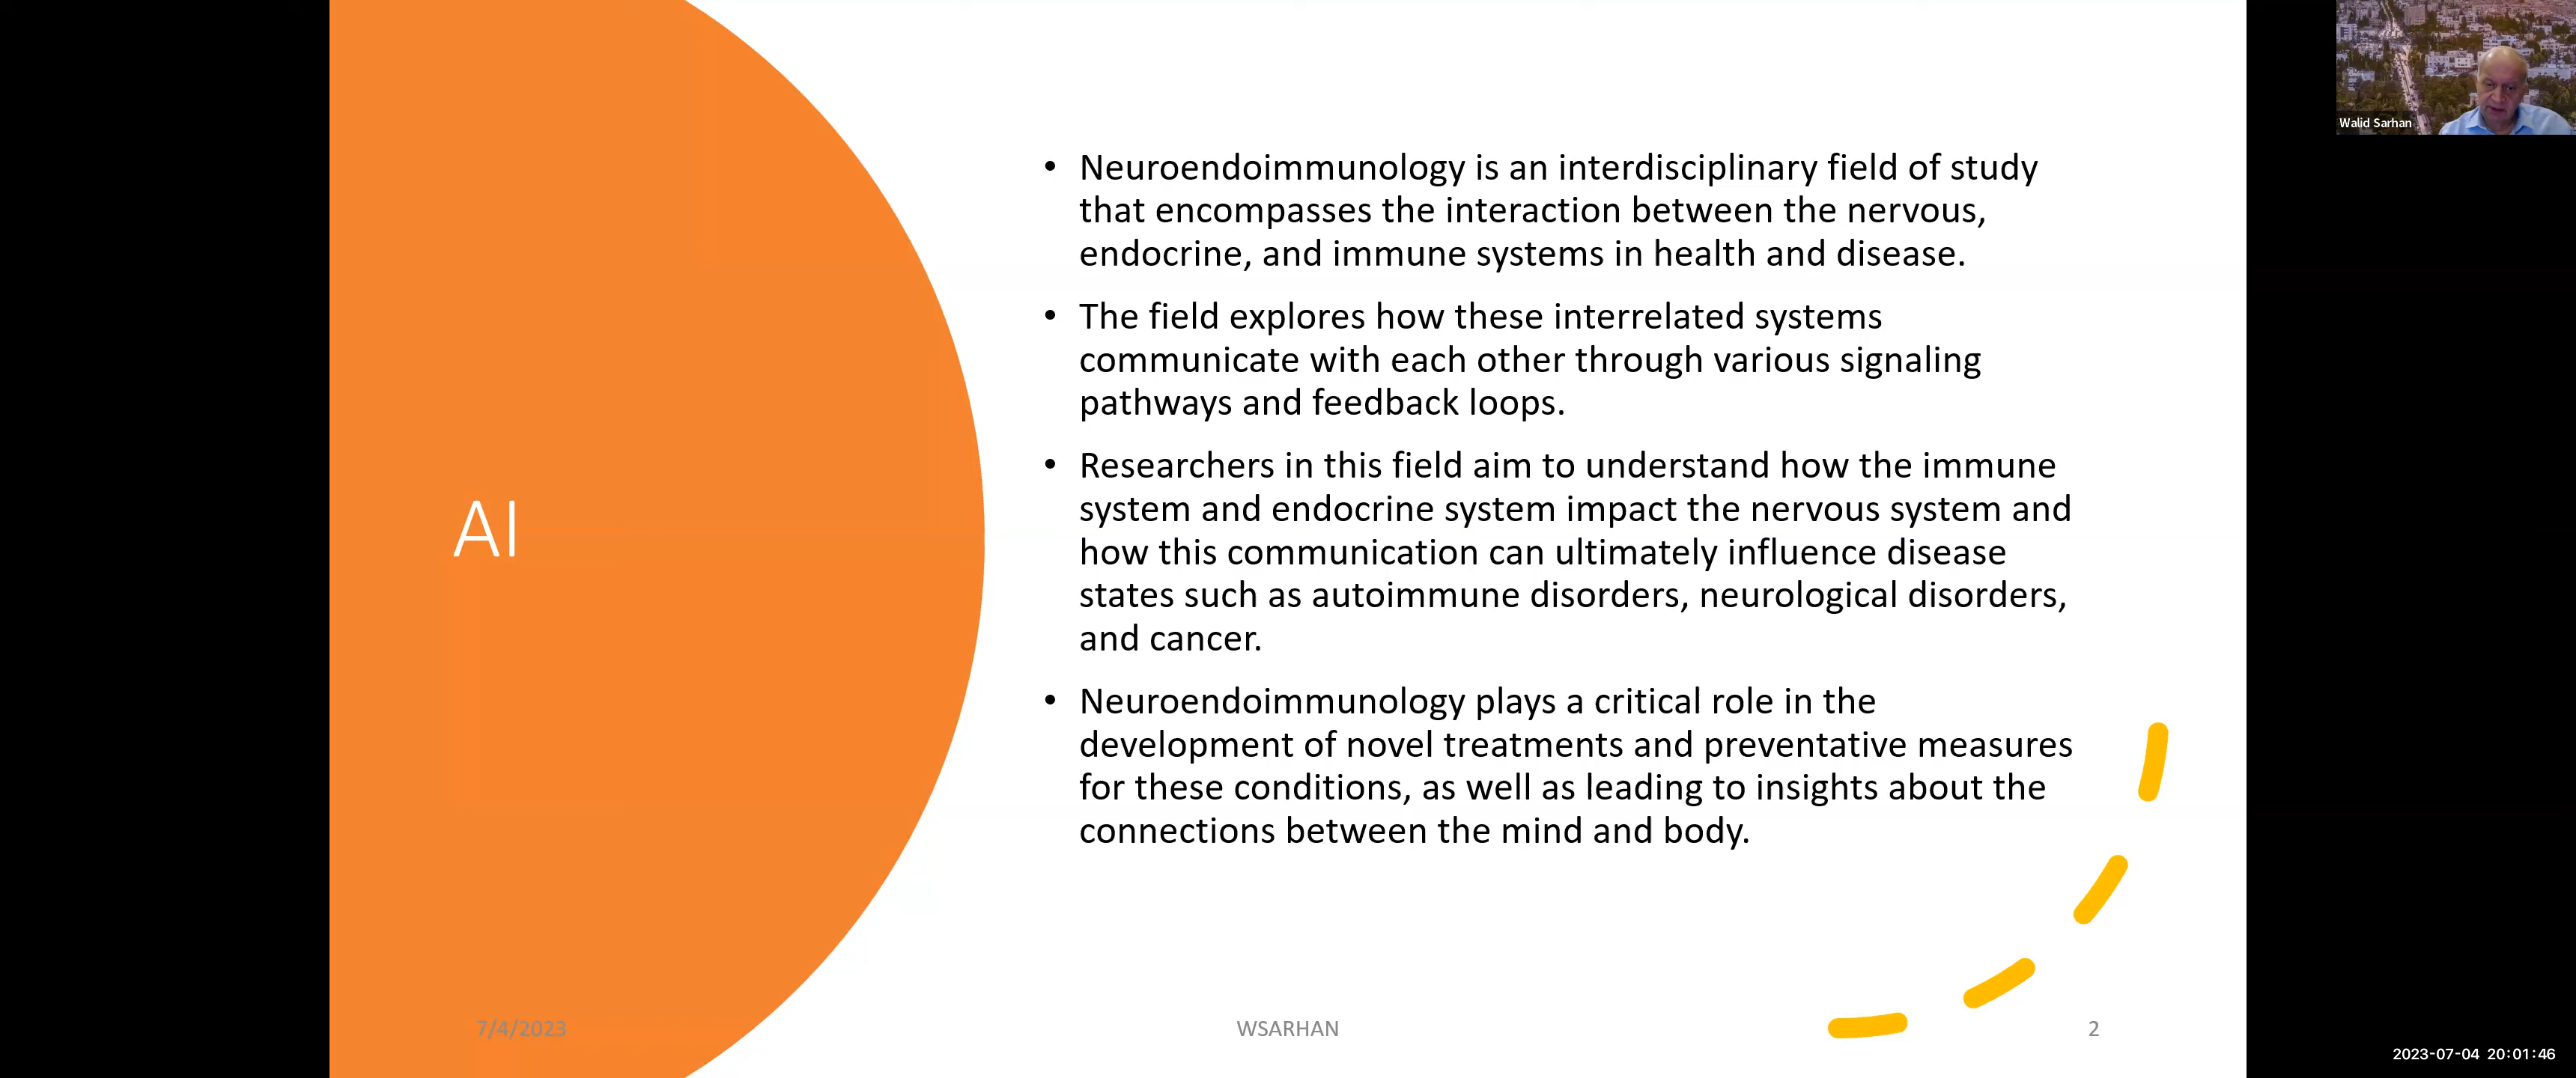 Walid Sarhan
AI
• Neuroendoimmunology is an interdisciplinary field of study
that encompasses the interaction between the nervous,
endocrine, and immune systems in health and disease.
• The field explores how these interrelated systems
communicate with each other through various signaling
pathways and feedback loops.
• Researchers in this field aim to understand how the immune
system and endocrine system impact the nervous system and
how this communication can ultimately influence disease
states such as autoimmune disorders, neurological disorders,
and cancer.
• Neuroendoimmunology plays a critical role in the
development of novel treatments and preventative measures
for these conditions, as well as leading to insights about the
connections between the mind and body.
7/4/2023
WSARHAN
2
2023-07-04 20:01:46